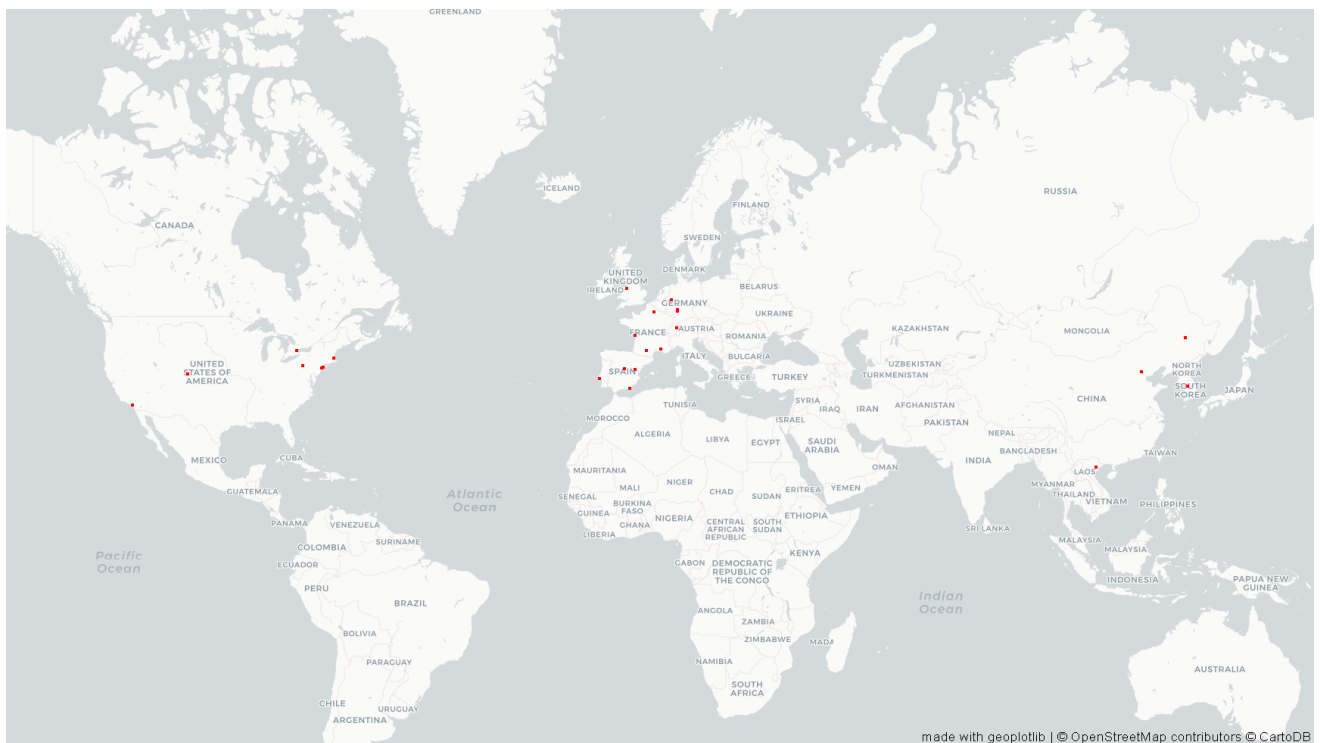 GREENLAND
ICELAND
RUSSIA
FINLAND
CANADA
SWEDEN
DENMARK
UNITED
KINGDOM
IRELAND
BELARUS
GERMANY
UKRAINE
FRANCE
AUSTRIA
KAZAKHSTAN
MONGOLIA
ROMANIA
ITALY
BULGARIA
UZBEKISTAN
TURKMENISTAN
NORTH
KOREA
UNITED
STATES OF
AMERICA
SPAIN
GREECE
TURKEY
SOUTH
KOREA
JAPAN
CHINA
TUNISIA
SYRIA
IRAQ
IRAN
AFGHANISTAN
MOROCCO
ISRAEL
PAKISTAN
ALGERIA
LIBYA
EGYPT
SAUDI
ARABIA
NEPAL
BANGLADESH
TAIWAN
MEXICO
CUBA
OMAN
INDIA
LAOS
MAURITANIA
MYANMAR
THAILAND
VIETNAM
PHILIPPINES
GUATEMALA
SENEGAL
MALI
NIGER
CHAD
SUDAN
ERITREA
YEMEN
Atlantic
Ocean
GUINEA
BURKINA
FASO
GHANA
NIGERIA
LIBERIA
CENTRAL
AFRICAN
REPUBLIC
SOUTH
SUDAN
ETHIOPIA
SRI LANKA
PANAMA
VENEZUELA
COLOMBIA
SURINAME
MALAYSIA
MALAYSIA
Pacific
Ocean
ECUADOR
GABON
DEMOCRATIC
REPUBLIC OF
THE CONGO
KENYA
INDONESIA
PAPUA NEW
GUINEA
PERU
BRAZIL
Indian
Ocean
ANGOLA
ZAMBIA
BOLIVIA
ZIMBABWE
MADA
PARAGUAY
NAMIBIA
AUSTRALIA
SOUTH
AFRICA
CHILE
URUGUAY
ARGENTINA
made with geoplotlib | © OpenStreetMap contributors © CartoDB